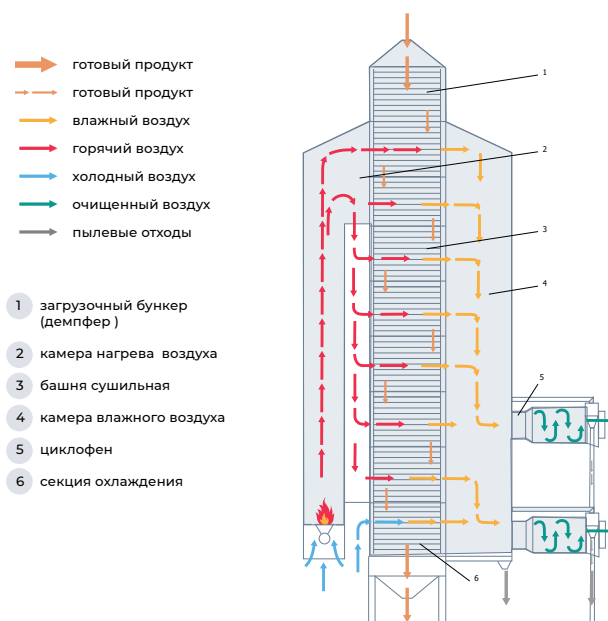 готовый продукт
готовый продукт
влажный воздух
горячий воздух
холодный воздух
очищенный воздух
пылевые отходы
1 загрузочный бункер
(демпфер )
2 камера нагрева воздуха
3 башня сушильная
4 камера влажного воздуха
5 циклофен
6 секция охлаждения
1
2
3
4
5
6